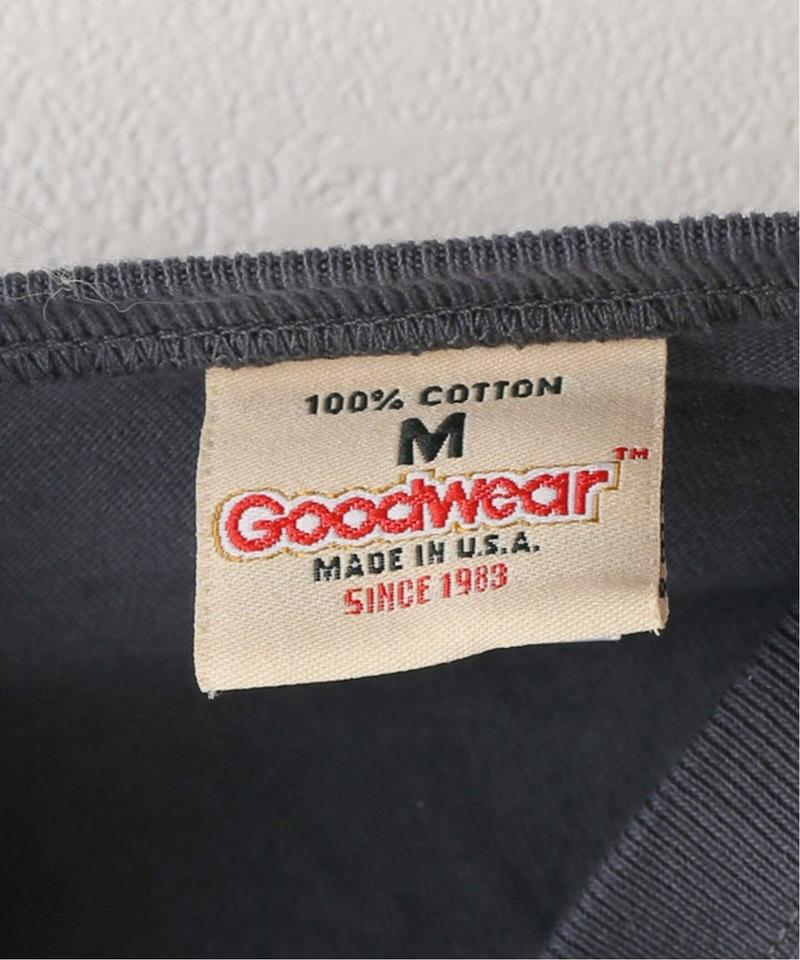 100% COTTON
M
Goodwear™
MADE IN U.S.A.
SINCE 1983